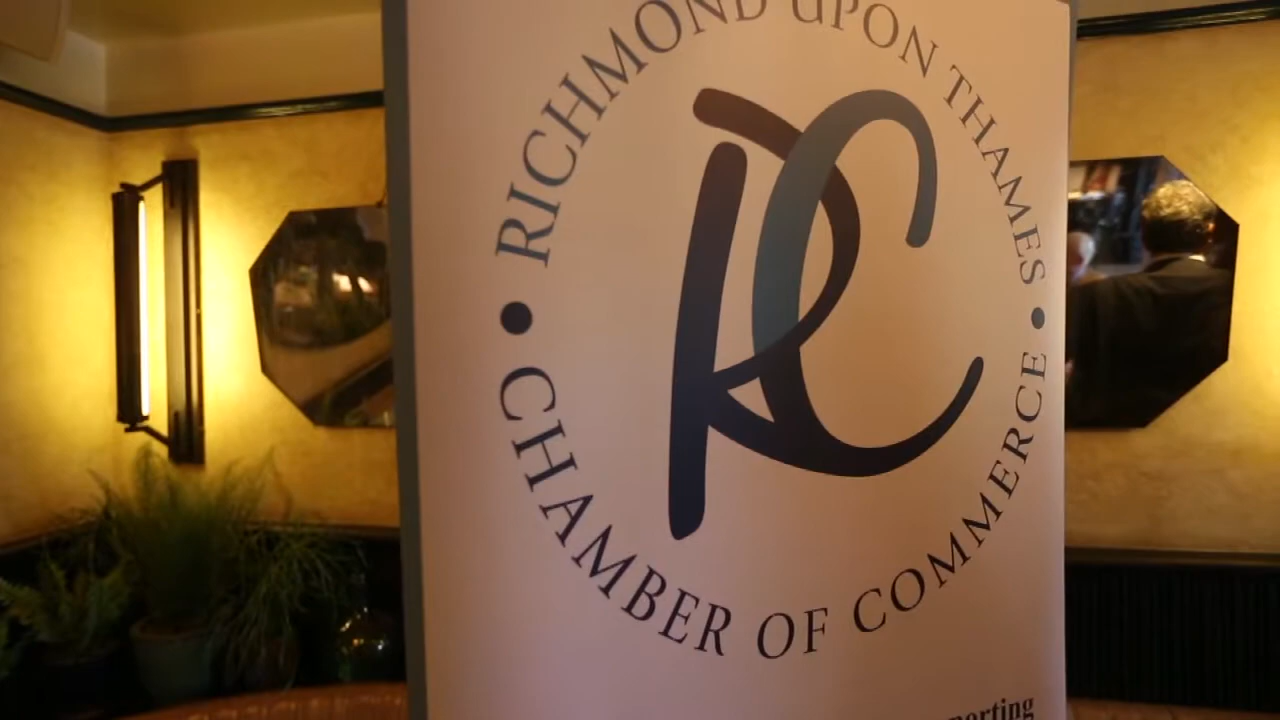 RICHMOND UPON THAMES
• CHAMBER OF COMMERCE •
RC